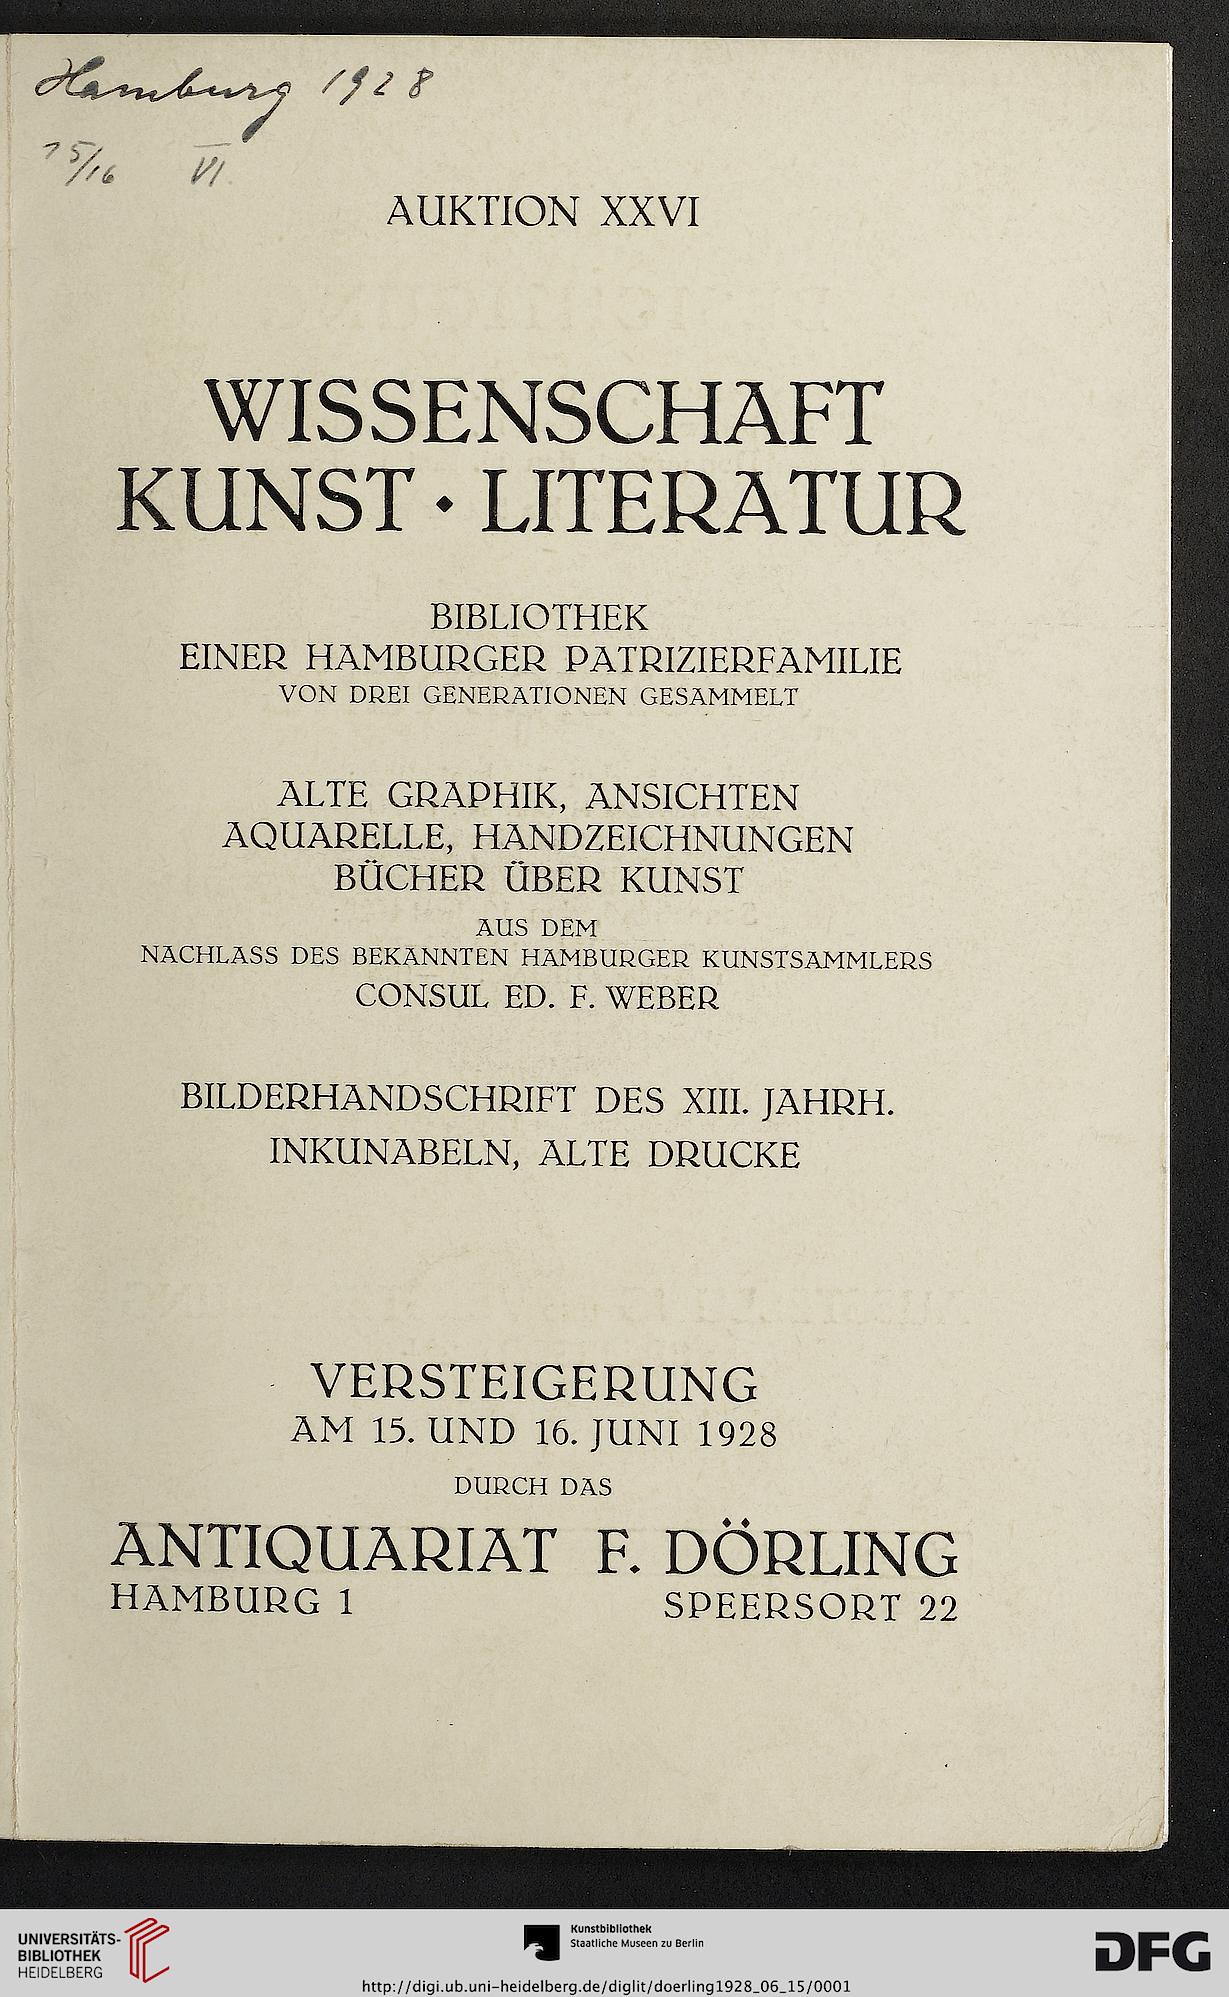 Hamburg 1928
15/16 VI
AUKTION XXVI
WISSENSCHAFT
KUNST · LITERATUR
BIBLIOTHEK
EINER HAMBURGER PATRIZIERFAMILIE
VON DREI GENERATIONEN GESAMMELT
ALTE GRAPHIK, ANSICHTEN
AQUARELLE, HANDZEICHNUNGEN
BÜCHER ÜBER KUNST
AUS DEM
NACHLASS DES BEKANNTEN HAMBURGER KUNSTSAMMLERS
CONSUL ED. F. WEBER
BILDERHANDSCHRIFT DES XIII. JAHRH.
INKUNABELN, ALTE DRUCKE
VERSTEIGERUNG
AM 15. UND 16. JUNI 1928
DURCH DAS
ANTIQUARIAT F. DÖRLING
HAMBURG 1 SPEERSORT 22
UNIVERSITÄTS-
BIBLIOTHEK
HEIDELBERG
Kunstbibliothek
Staatliche Museen zu Berlin
http://digi.ub.uni-heidelberg.de/diglit/doerling1928_06_15/0001
DFG